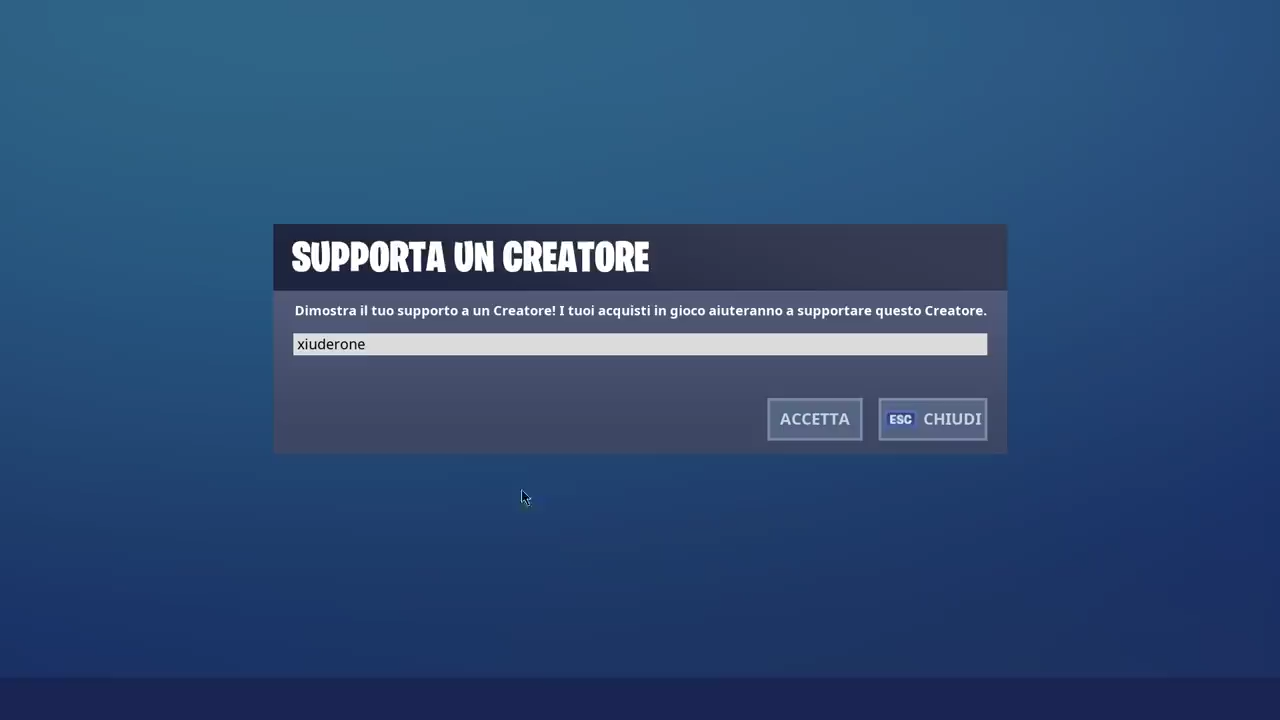 SUPPORTA UN CREATORE
Dimostra il tuo supporto a un Creatore! I tuoi acquisti in gioco aiuteranno a supportare questo Creatore.
xiuderone
ACCETTA
ESC CHIUDI